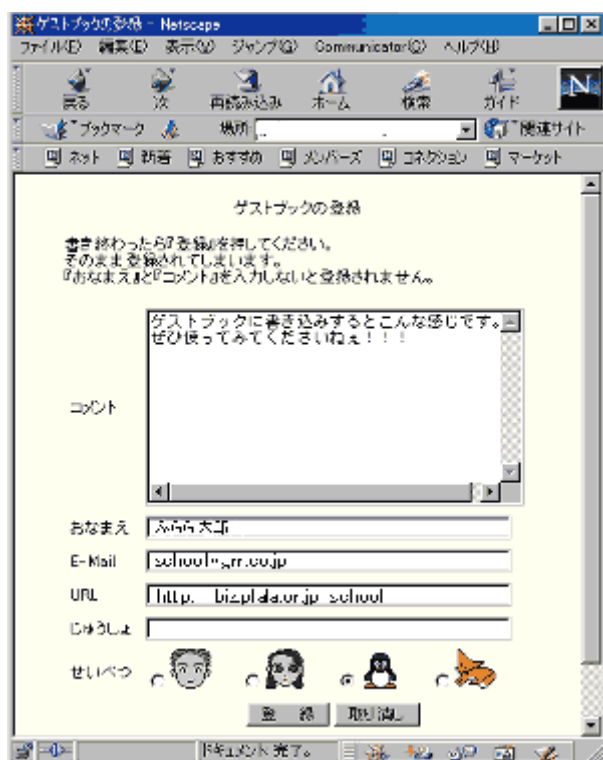 ゲストブックの登録 - Netscape
ファイル(F) 編集(E) 表示(V) ジャンプ(G) Communicator(C) ヘルプ(H)
戻る 次 再読み込み ホーム 検索 ガイド
ブックマーク 場所: 関連サイト
ネット 新着 おすすめ メンバーズ コネクション マーケット
ゲストブックの登録
書き終わったら『登録』を押してください。
そのまま登録されてしまいます。
『おなまえ』と『コメント』を入力しないと登録されません。
ゲストブックに書き込みするとこんな感じです。
ぜひ使ってみてくださいねぇ！！！
コメント
おなまえ 太郎
E-Mail
URL
じゅうしょ
せいべつ
登 録 取り消し
ドキュメント:完了。